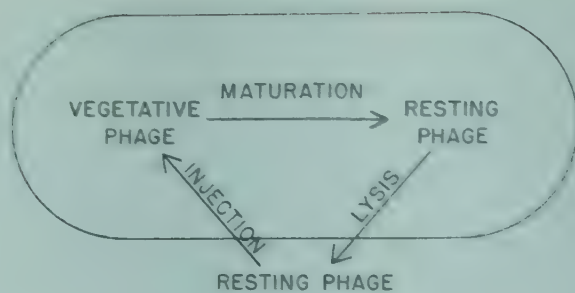 MATURATION
VEGETATIVE
PHAGE
RESTING
PHAGE
INJECTION
LYSIS
RESTING PHAGE